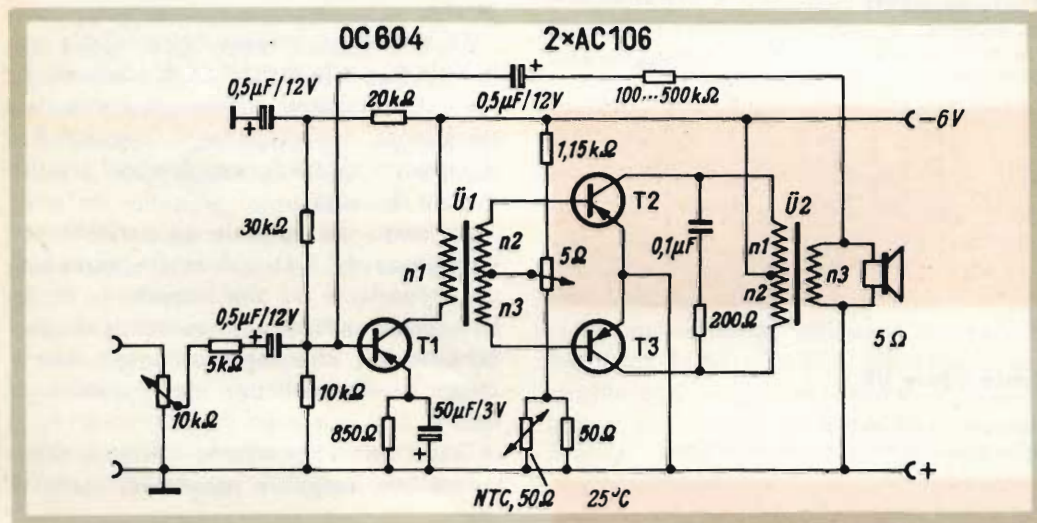 OC 604
2×AC106
0,5µF/12V
20kΩ
0,5µF/12V
100...500kΩ
−6V
1,15kΩ
Ü1
T2
Ü2
30kΩ
n1
n2
n3
5Ω
0,1µF
n1
n2
n3
0,5µF/12V
5kΩ
T1
T3
200Ω
5Ω
10kΩ
10kΩ
850Ω
50µF/3V
50Ω
NTC, 50Ω 25°C
+
+
+
+
+